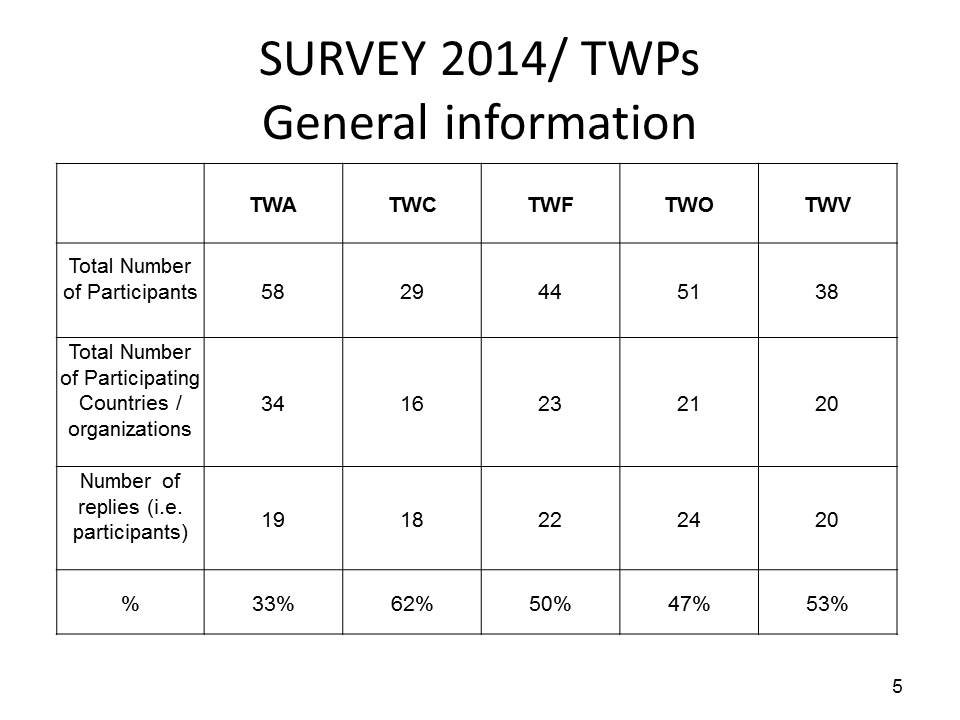 SURVEY 2014/ TWPs
General information
TWA TWC TWF TWO TWV
Total Number
of Participants
58 29 44 51 38
Total Number
of Participating
Countries /
organizations
34 16 23 21 20
Number of
replies (i.e.
participants)
19 18 22 24 20
% 33% 62% 50% 47% 53%
5